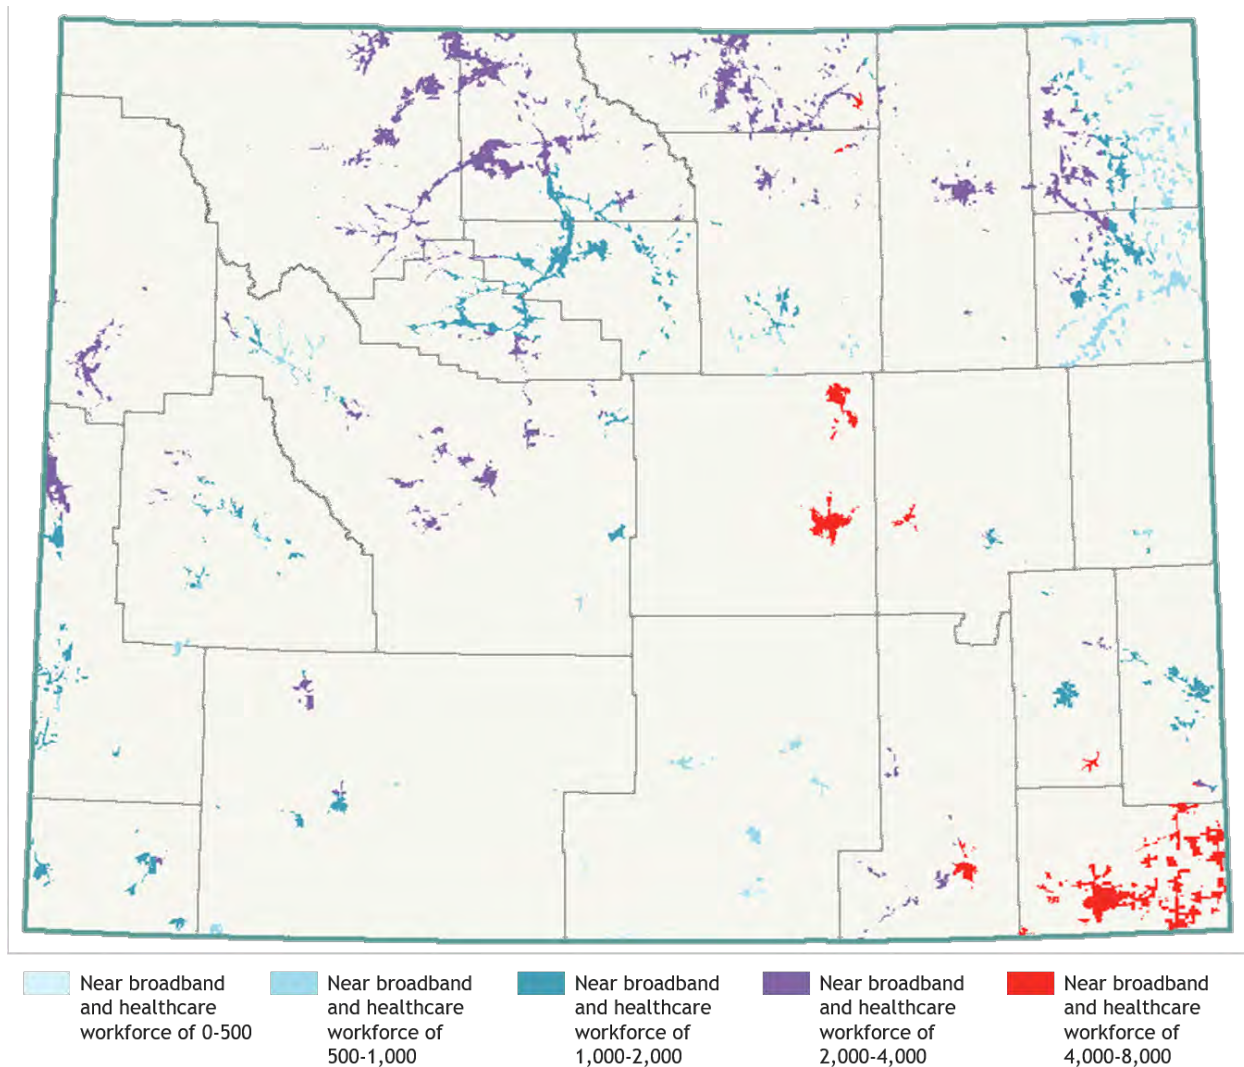 Near broadband
and healthcare
workforce of 0-500
Near broadband
and healthcare
workforce of
500-1,000
Near broadband
and healthcare
workforce of
1,000-2,000
Near broadband
and healthcare
workforce of
2,000-4,000
Near broadband
and healthcare
workforce of
4,000-8,000